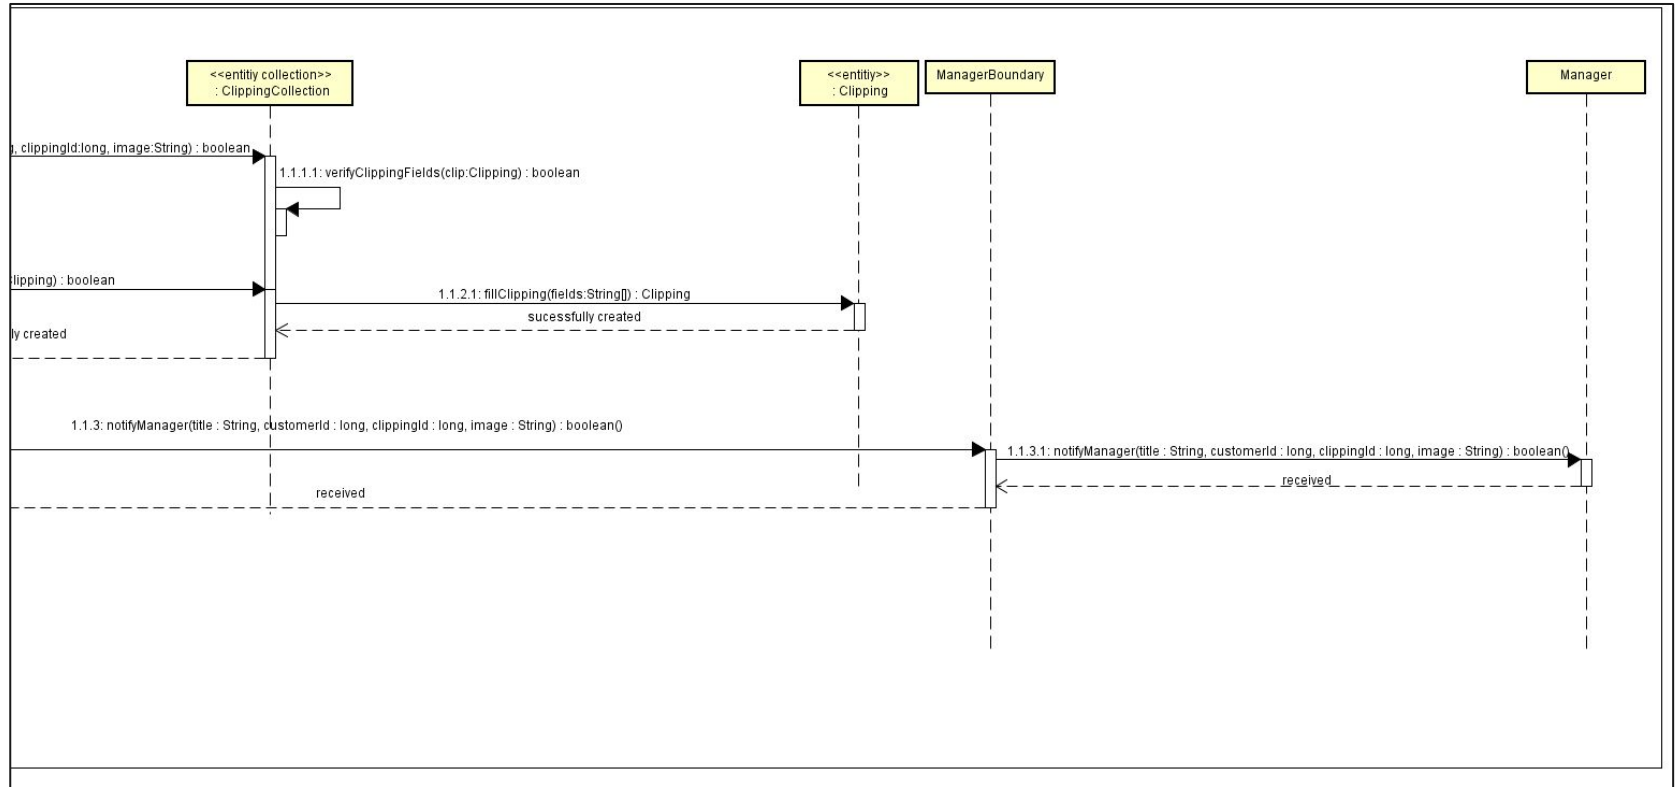 <<entitiy collection>>
: ClippingCollection
<<entitiy>>
: Clipping
ManagerBoundary
Manager
, clippingId:long, image:String) : boolean
1.1.1.1: verifyClippingFields(clip:Clipping) : boolean
lipping) : boolean
1.1.2.1: fillClipping(fields:String[]) : Clipping
sucessfully created
ly created
1.1.3: notifyManager(title : String, customerId : long, clippingId : long, image : String) : boolean()
1.1.3.1: notifyManager(title : String, customerId : long, clippingId : long, image : String) : boolean()
received
received